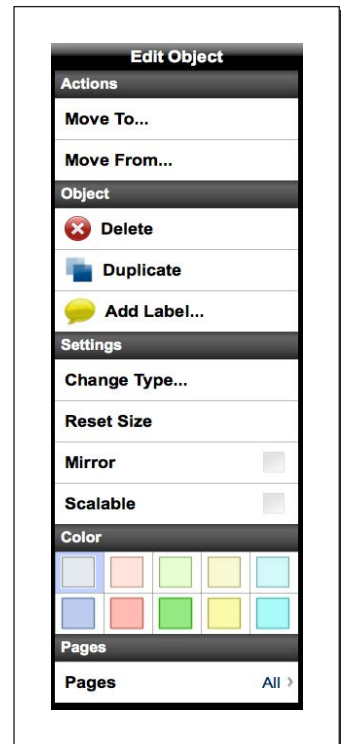 Edit Object
Actions
Move To...
Move From...
Object
Delete
Duplicate
Add Label...
Settings
Change Type...
Reset Size
Mirror
Scalable
Color
Pages
Pages All >